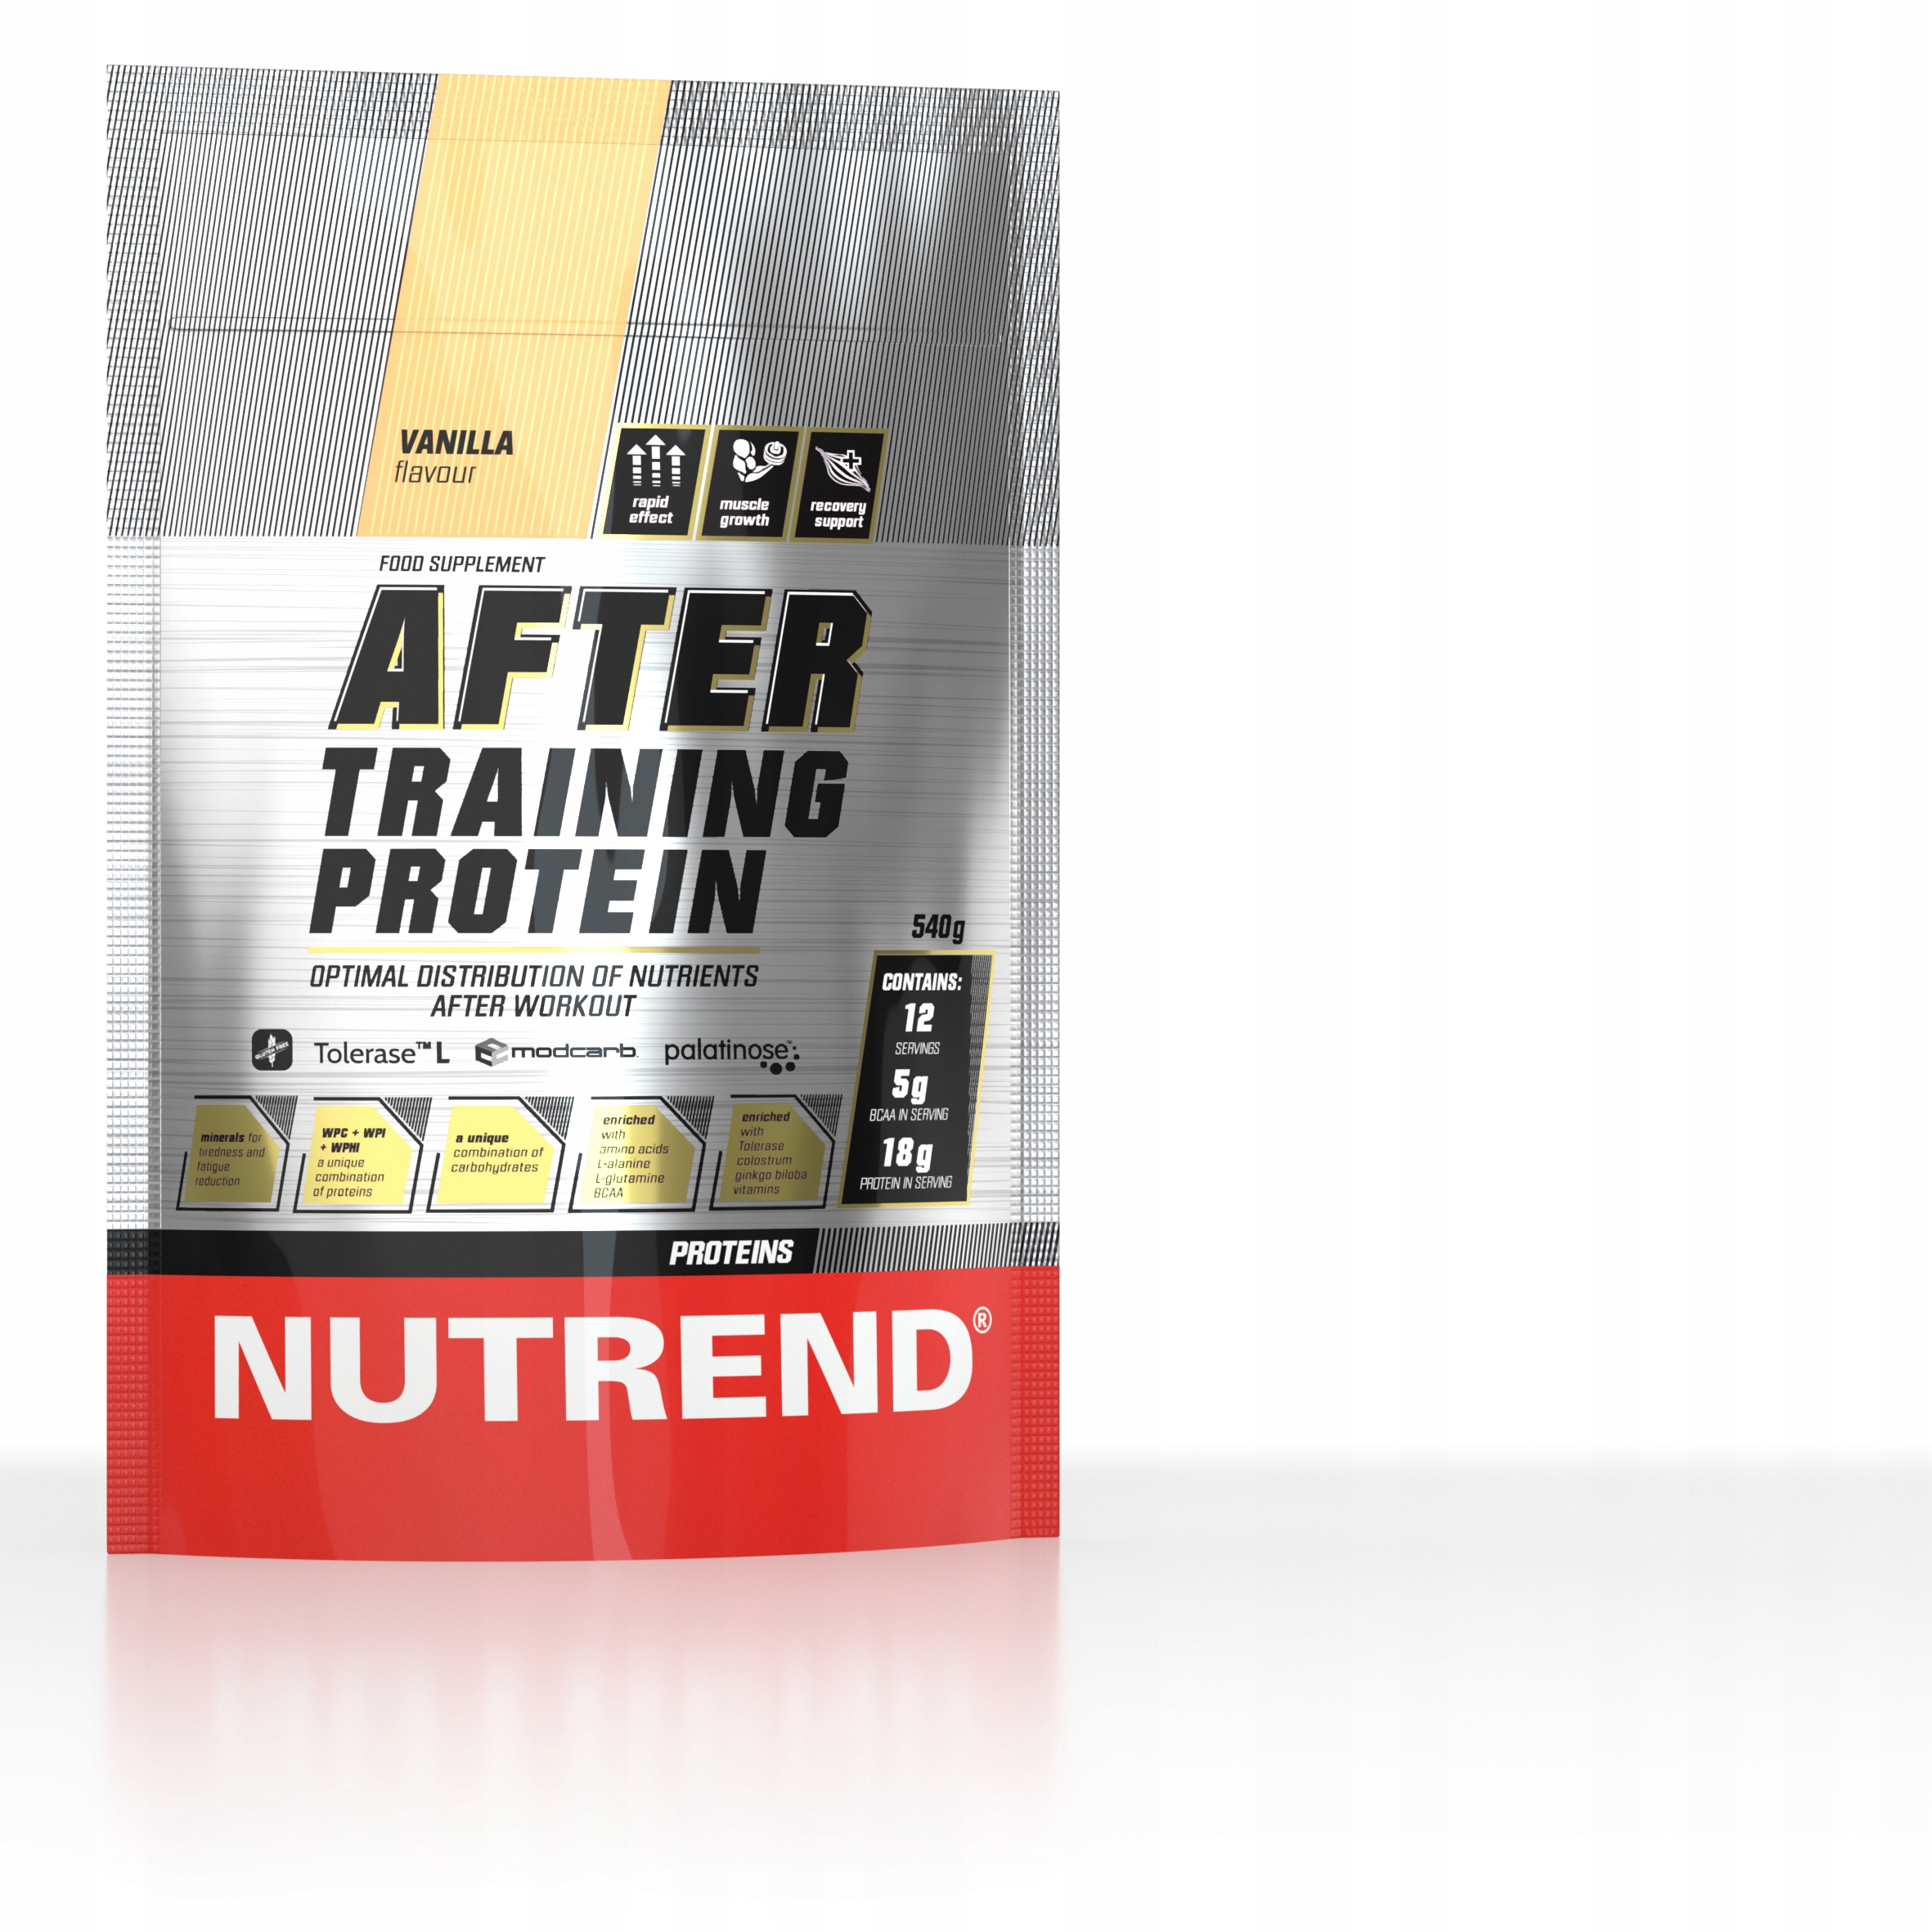 VANILLA
flavour
rapid
effect
muscle
growth
recovery
support
FOOD SUPPLEMENT
AFTER
TRAINING
PROTEIN
OPTIMAL DISTRIBUTION OF NUTRIENTS
AFTER WORKOUT
GLUTEN FREE
Tolerase™ L
modcarb
palatinose™
540g
CONTAINS:
12
SERVINGS
5g
BCAA IN SERVING
18g
PROTEIN IN SERVING
minerals for
tiredness and
fatigue
reduction
WPC + WPI
+ WPHI
a unique
combination
of proteins
a unique
combination of
carbohydrates
enriched
with
amino acids
L-alanine
L-glutamine
BCAA
enriched
with
Tolerase
colostrum
ginkgo biloba
vitamins
PROTEINS
NUTREND®